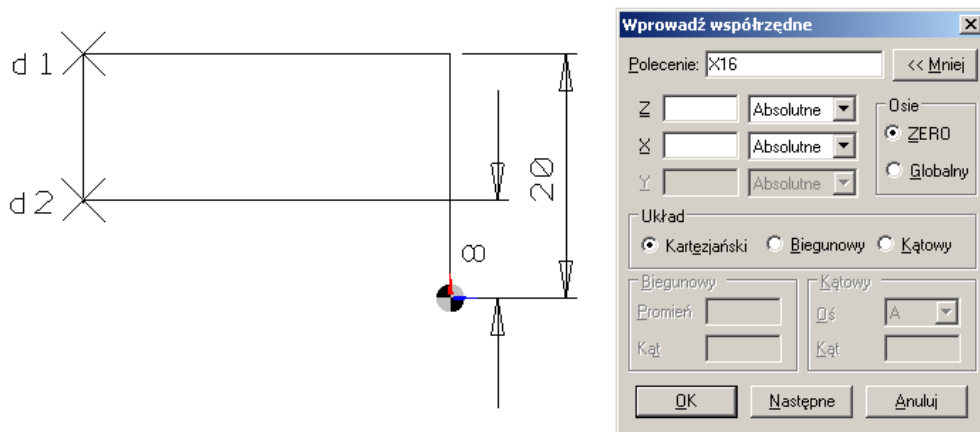 d1
d2
20
8
Wprowadź współrzędne
Polecenie: X16
<< Mniej
Z Absolutne
X Absolutne
Y Absolutne
Osie
ZERO
Globalny
Układ
Kartezjański Biegunowy Kątowy
Biegunowy
Promień
Kąt
Kątowy
Oś A
Kąt
OK Następne Anuluj